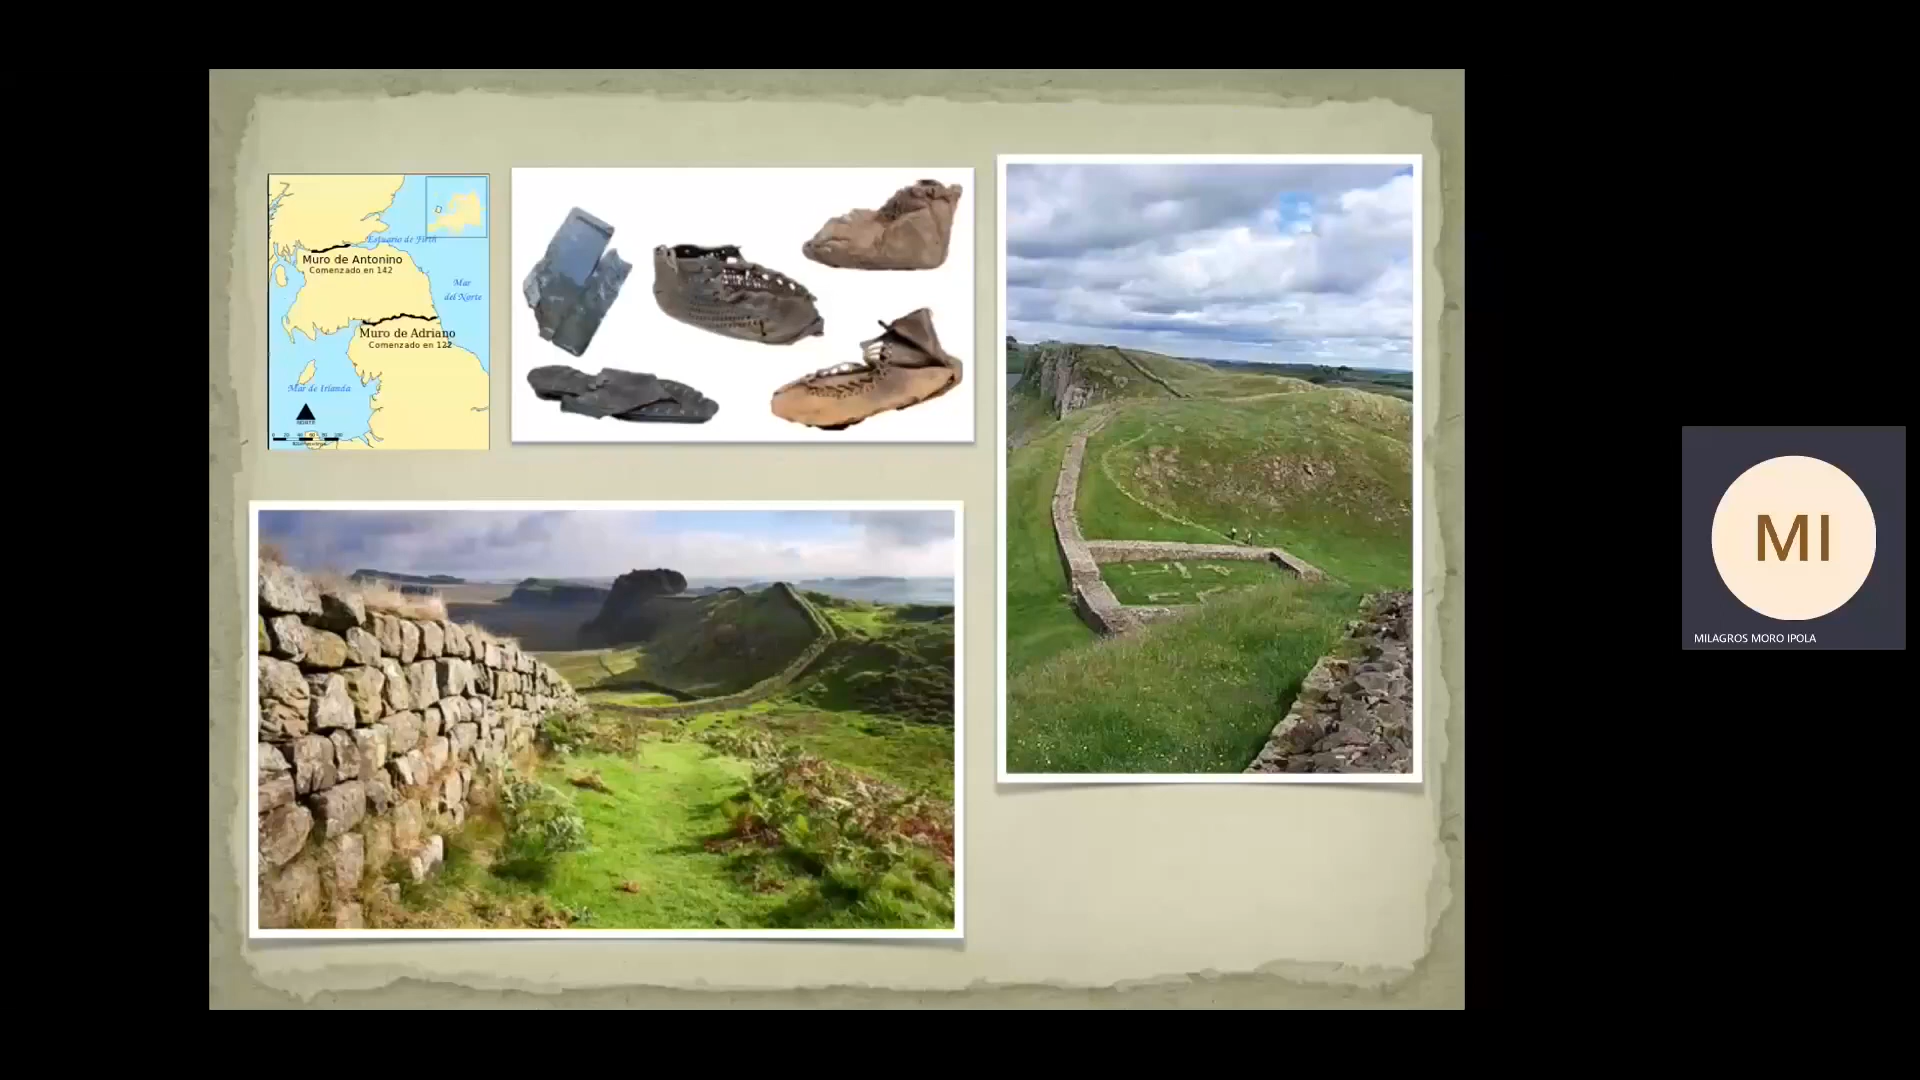 Estuario de Firth
Muro de Antonino
Comenzado en 142
Mar
del Norte
Muro de Adriano
Comenzado en 122
Mar de Irlanda
NORTE
MI
MILAGROS MORO IPOLA